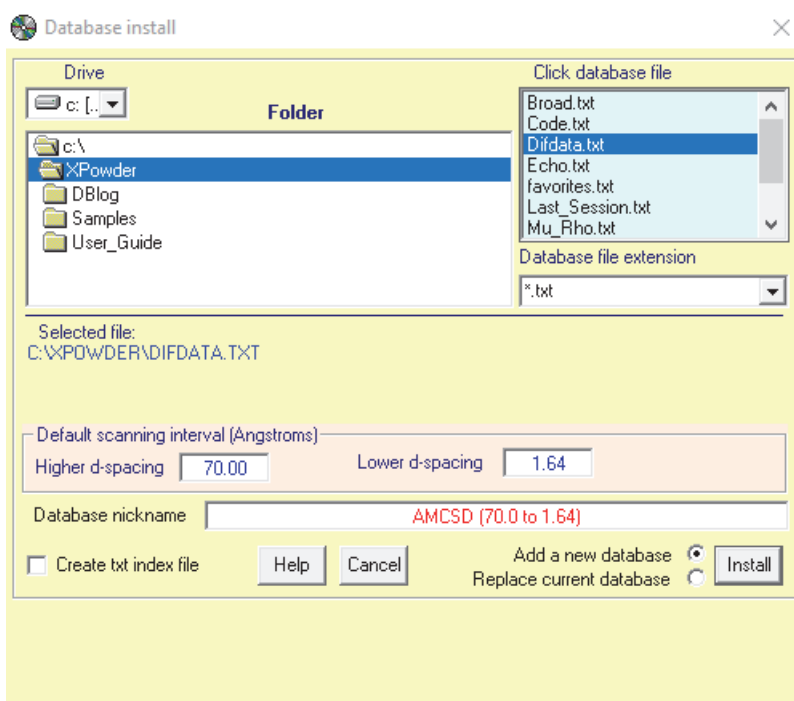 Database install
Drive
Click database file
c: [..
Folder
Broad.txt
Code.txt
Difdata.txt
Echo.txt
favorites.txt
Last_Session.txt
Mu_Rho.txt
c:\
XPowder
DBlog
Samples
User_Guide
Database file extension
*.txt
Selected file:
C:\XPOWDER\DIFDATA.TXT
Default scanning interval (Angstroms)
Higher d-spacing 70.00 Lower d-spacing 1.64
Database nickname AMCSD (70.0 to 1.64)
Create txt index file Help Cancel Add a new database Install
Replace current database